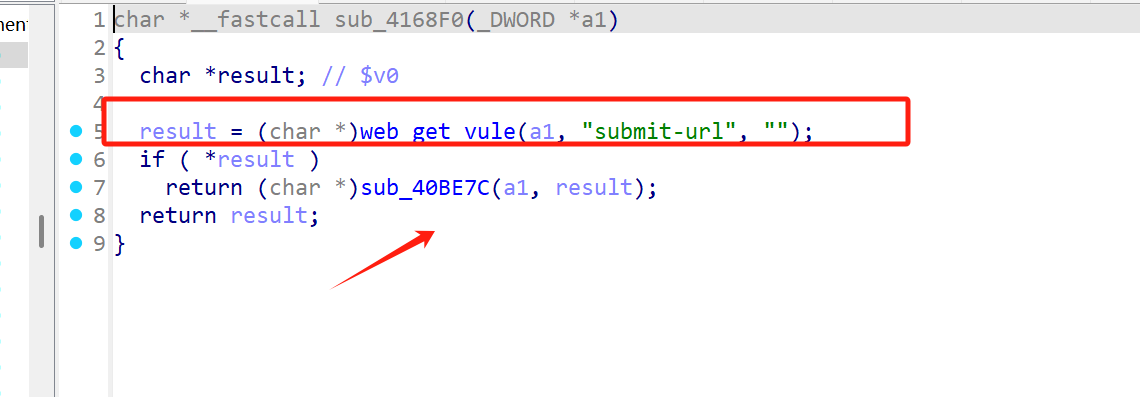 ment
1 char *__fastcall sub_4168F0(_DWORD *a1)
2 {
3 char *result; // $v0
4
5 result = (char *)web_get_vule(a1, "submit-url", "");
6 if ( *result )
7 return (char *)sub_40BE7C(a1, result);
8 return result;
9 }